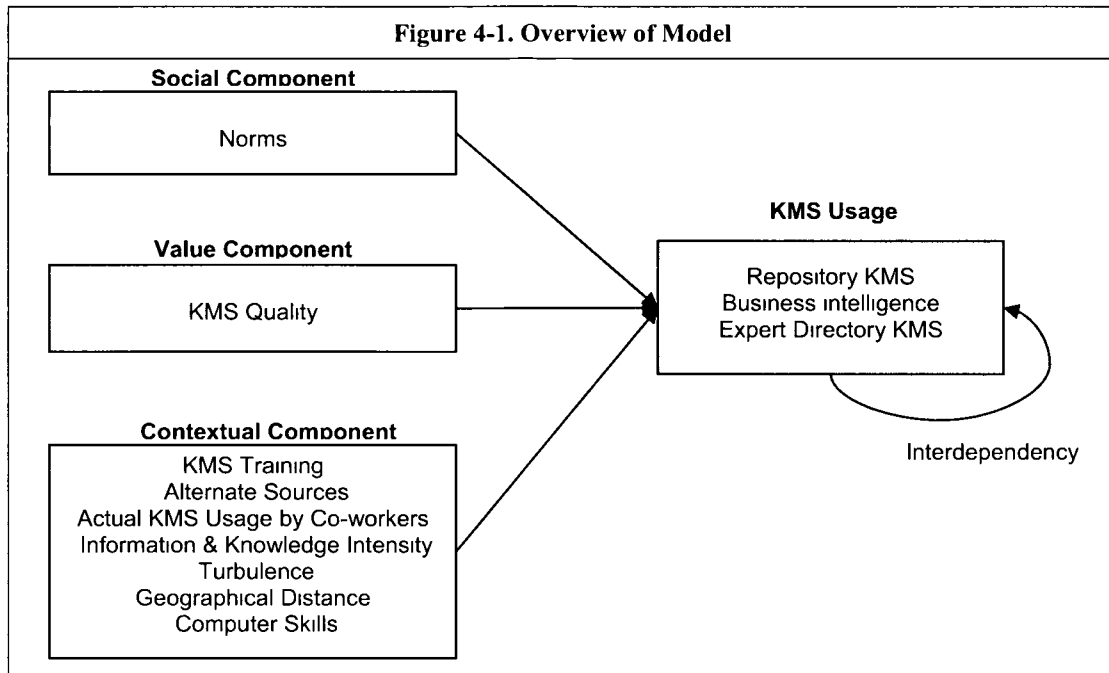 Figure 4-1. Overview of Model
Social Component
Norms
Value Component
KMS Quality
Contextual Component
KMS Training
Alternate Sources
Actual KMS Usage by Co-workers
Information & Knowledge Intensity
Turbulence
Geographical Distance
Computer Skills
KMS Usage
Repository KMS
Business intelligence
Expert Directory KMS
Interdependency